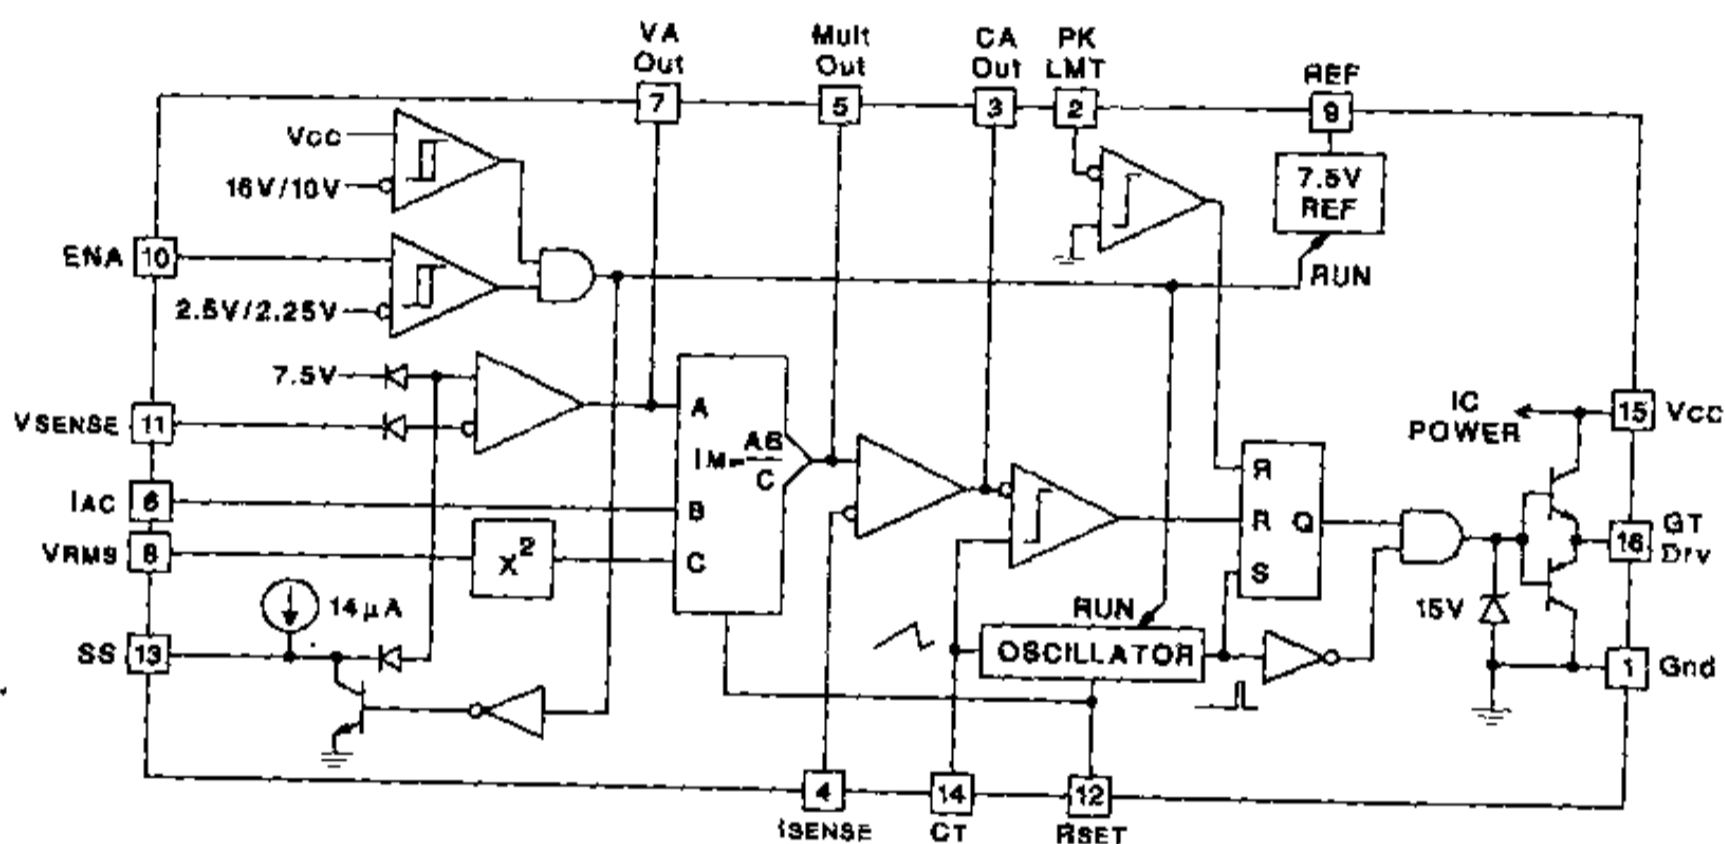 VA Out
Mult Out
CA Out
PK LMT
REF
7
5
3
2
9
Vcc
16V/10V
7.5V REF
ENA
10
2.5V/2.25V
RUN
7.5V
VSENSE
11
A
IM=AB/C
B
C
IC POWER
15
Vcc
IAC
6
VRMS
8
X²
R
R
Q
S
GT Drv
16
14μA
SS
13
RUN
OSCILLATOR
15V
1
Gnd
4
14
12
ISENSE
CT
RSET